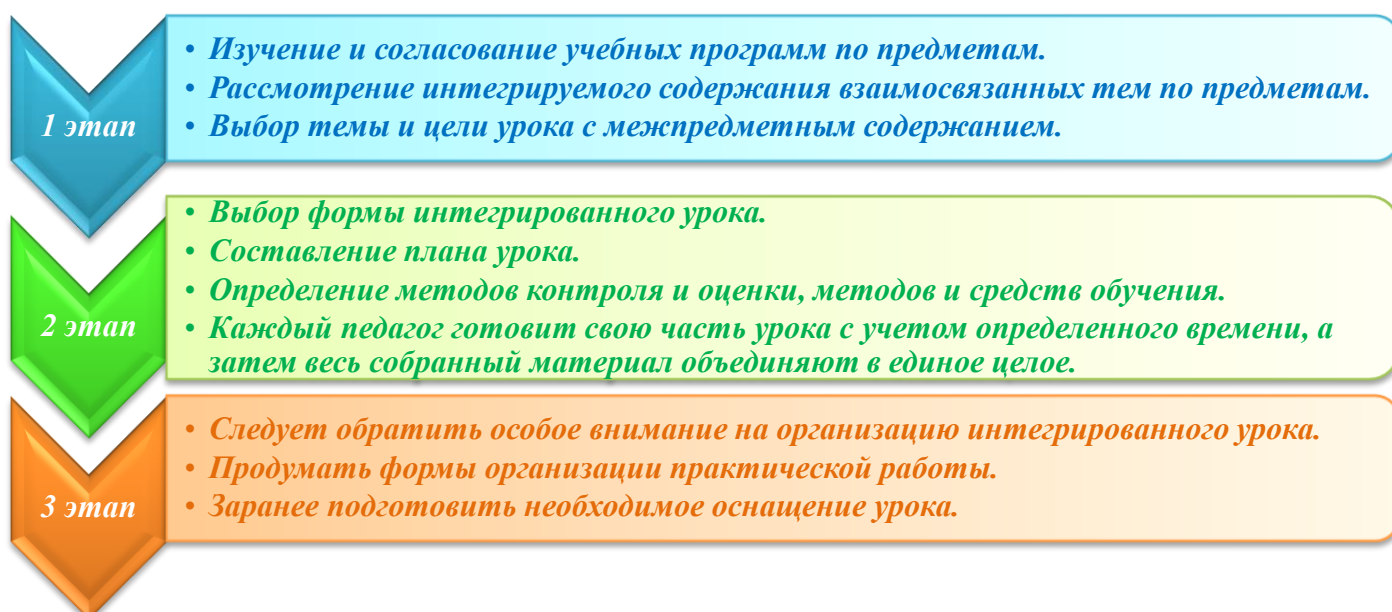 1 этап
• Изучение и согласование учебных программ по предметам.
• Рассмотрение интегрируемого содержания взаимосвязанных тем по предметам.
• Выбор темы и цели урока с межпредметным содержанием.
2 этап
• Выбор формы интегрированного урока.
• Составление плана урока.
• Определение методов контроля и оценки, методов и средств обучения.
• Каждый педагог готовит свою часть урока с учетом определенного времени, а
затем весь собранный материал объединяют в единое целое.
3 этап
• Следует обратить особое внимание на организацию интегрированного урока.
• Продумать формы организации практической работы.
• Заранее подготовить необходимое оснащение урока.